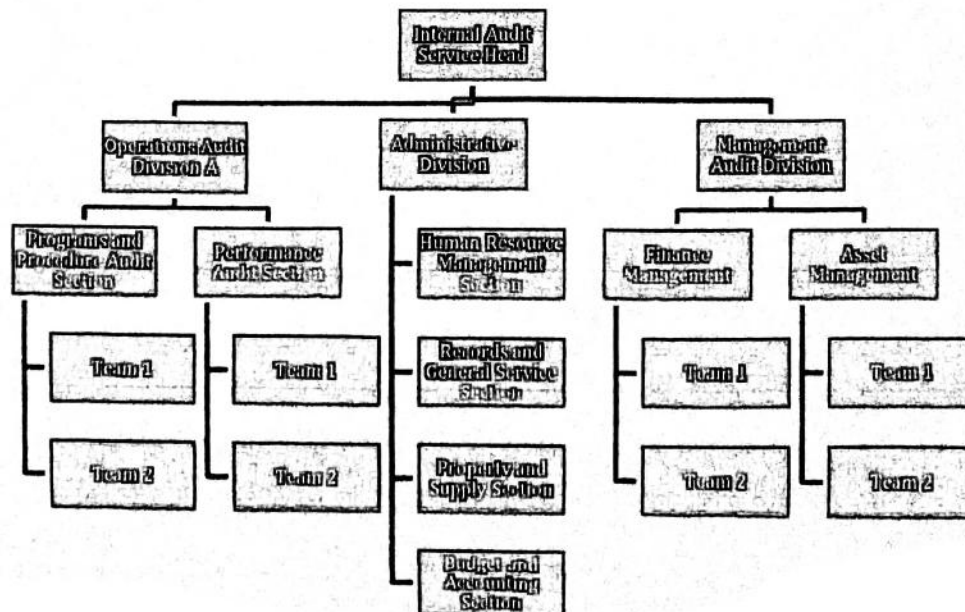 Internal Audit
Service Head
Operations Audit
Division A
Administrative
Division
Management
Audit Division
Programs and
Procedure Audit
Section
Performance
Audit Section
Human Resource
Management
Section
Finance
Management
Asset
Management
Team 1
Team 1
Records and
General Service
Section
Team 1
Team 1
Team 2
Team 2
Property and
Supply Section
Team 2
Team 2
Budget and
Accounting
Section